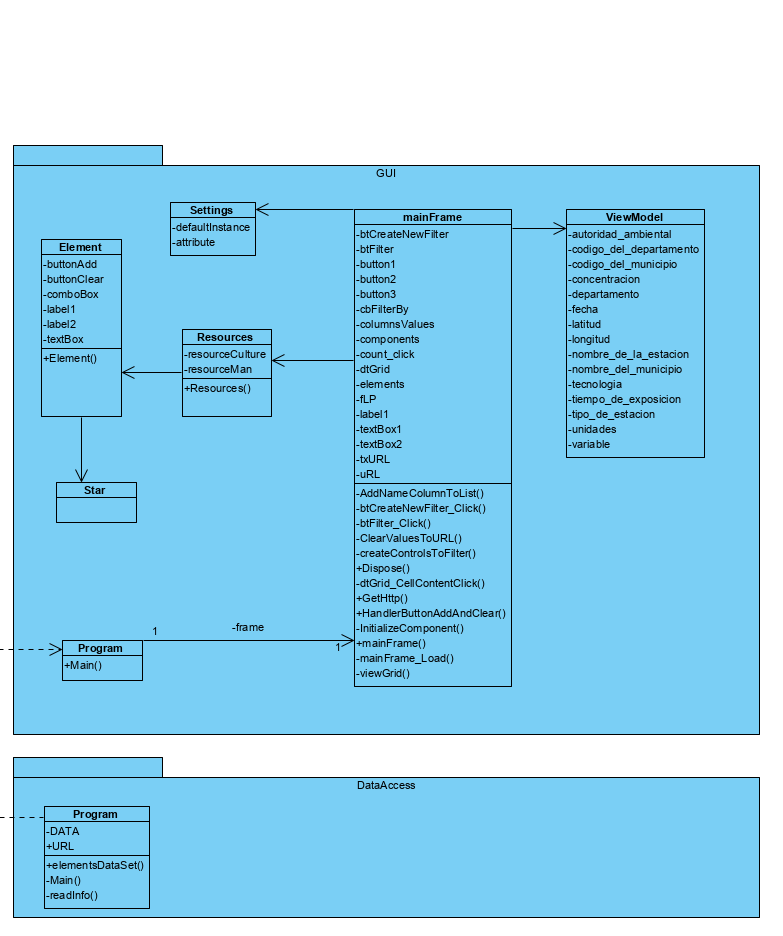 GUI
Settings
-defaultInstance
-attribute
mainFrame
-btCreateNewFilter
-btFilter
-button1
-button2
-button3
-cbFilterBy
-columnsValues
-components
-count_click
-dtGrid
-elements
-fLP
-label1
-textBox1
-textBox2
-txURL
-uRL
-AddNameColumnToList()
-btCreateNewFilter_Click()
-btFilter_Click()
-ClearValuesToURL()
-createControlsToFilter()
+Dispose()
-dtGrid_CellContentClick()
+GetHttp()
+HandlerButtonAddAndClear()
-InitializeComponent()
+mainFrame()
-mainFrame_Load()
-viewGrid()
ViewModel
-autoridad_ambiental
-codigo_del_departamento
-codigo_del_municipio
-concentracion
-departamento
-fecha
-latitud
-longitud
-nombre_de_la_estacion
-nombre_del_municipio
-tecnologia
-tiempo_de_exposicion
-tipo_de_estacion
-unidades
-variable
Element
-buttonAdd
-buttonClear
-comboBox
-label1
-label2
-textBox
+Element()
Resources
-resourceCulture
-resourceMan
+Resources()
Star
1
-frame
1
Program
+Main()
DataAccess
Program
-DATA
+URL
+elementsDataSet()
-Main()
-readInfo()